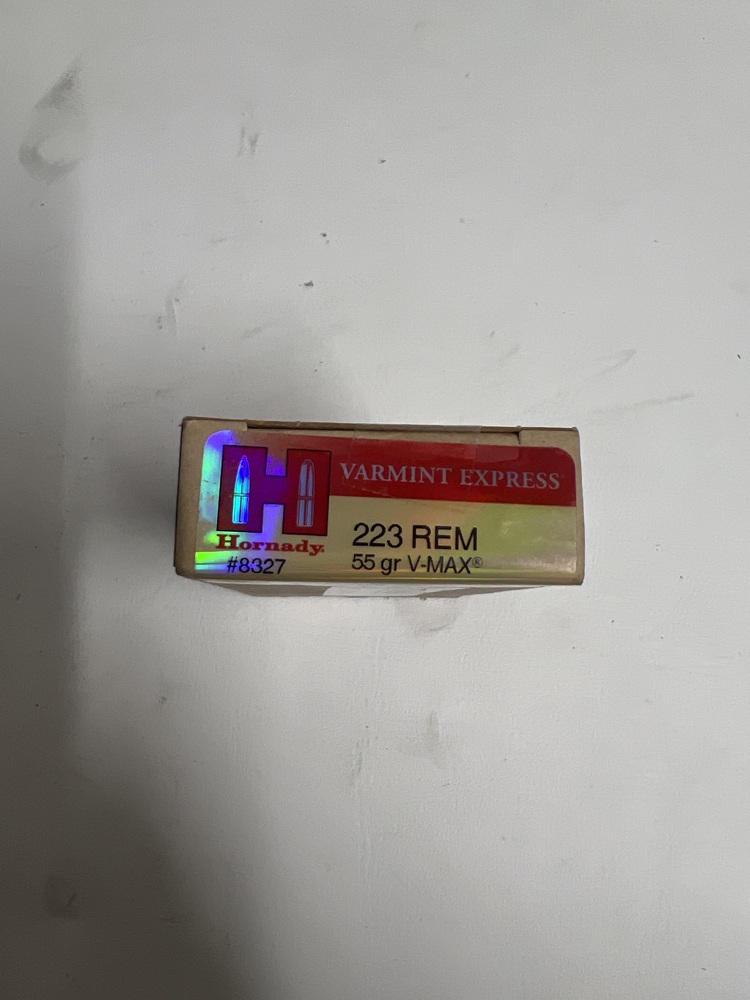 VARMINT EXPRESS
H
Hornady.
223 REM
#8327
55 gr V-MAX®